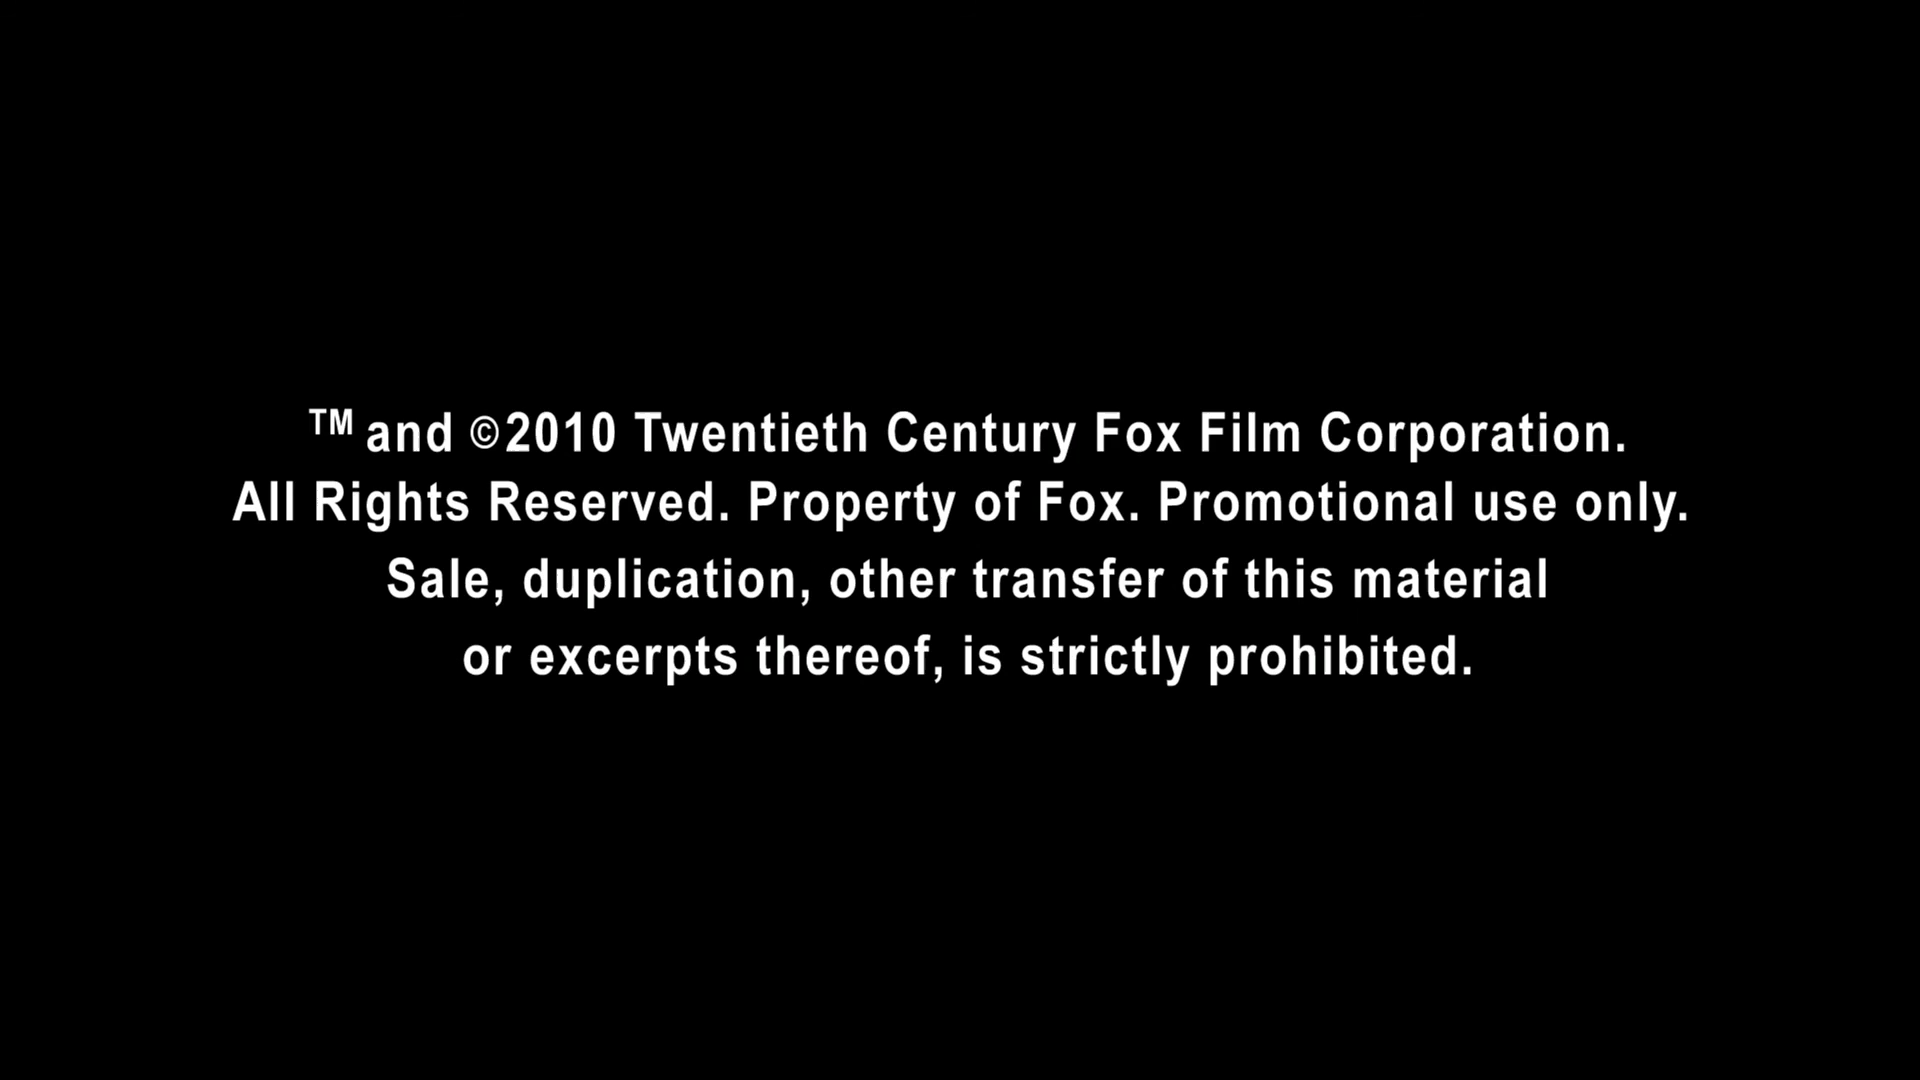 ™ and ©2010 Twentieth Century Fox Film Corporation.
All Rights Reserved. Property of Fox. Promotional use only.
Sale, duplication, other transfer of this material
or excerpts thereof, is strictly prohibited.